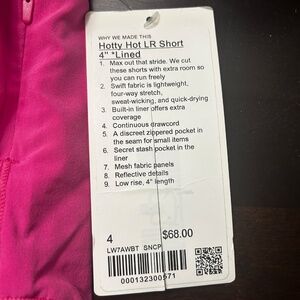 WHY WE MADE THIS
Hotty Hot LR Short
4" *Lined
1. Max out that stride. We cut
these shorts with extra room so
you can run freely
2. Swift fabric is lightweight,
four-way stretch,
sweat-wicking, and quick-drying
3. Built-in liner offers extra
coverage
4. Continuous drawcord
5. A discreet zippered pocket in
the seam for small items
6. Secret stash pocket in the
liner
7. Mesh fabric panels
8. Reflective details
9. Low rise, 4" length
4 $68.00
LW7AWBT SNCP
000132300971